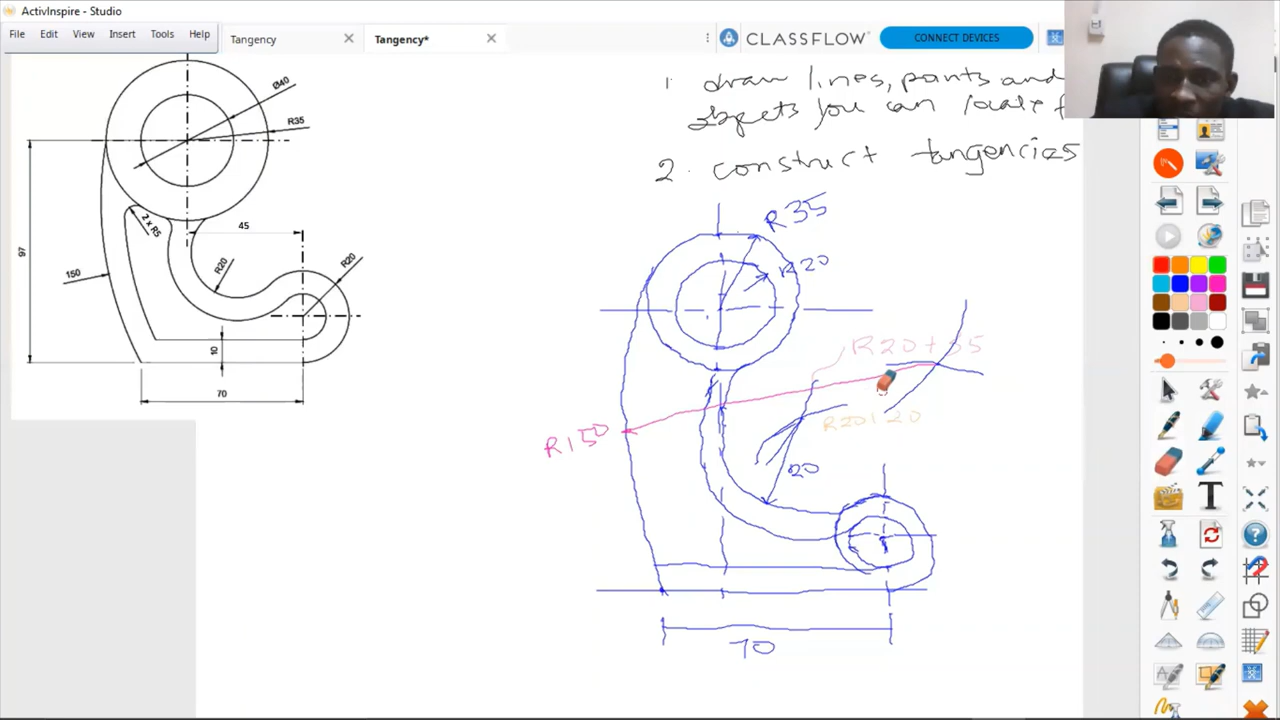 ActivInspire - Studio
File Edit View Insert Tools Help
Tangency
Tangency*
CLASSFLOW
CONNECT DEVICES
Ø40
R35
97
2 x R5
45
150
R20
R20
10
70
1 draw lines, points and
objects you can locate
2. construct tangencies
R35
R20
R20+35
R150
R20+20
20
70
T